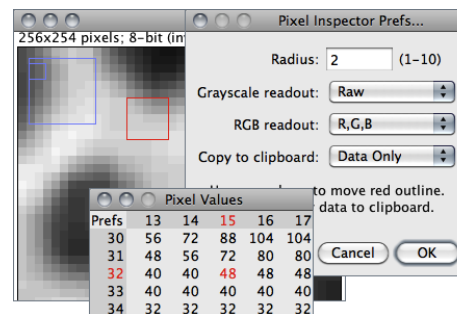 Pixel Inspector Prefs...
256x254 pixels; 8-bit
Radius: 2 (1-10)
Grayscale readout: Raw
RGB readout: R,G,B
Copy to clipboard: Data Only
to move red outline.
data to clipboard.
Cancel OK
Pixel Values
Prefs 13 14 15 16 17
30 56 72 88 104 104
31 48 56 72 80 80
32 40 40 48 48 48
33 40 40 40 40 40
34 32 32 32 32 32